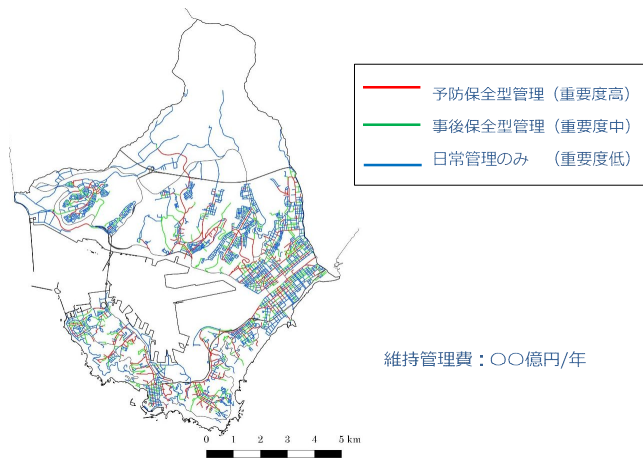 予防保全型管理（重要度高）
事後保全型管理（重要度中）
日常管理のみ　（重要度低）
維持管理費：〇〇億円/年
0 1 2 3 4 5 km